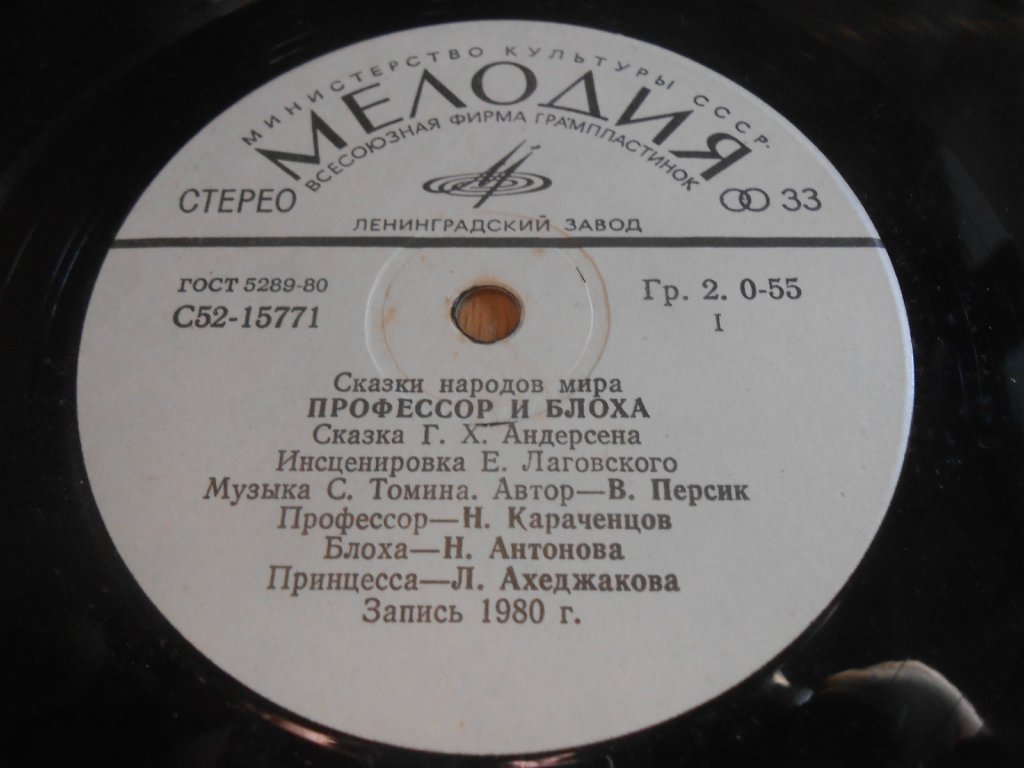 МИНИСТЕРСТВО КУЛЬТУРЫ СССР.
МЕЛОДИЯ
ВСЕСОЮЗНАЯ ФИРМА ГРАМПЛАСТИНОК
СТЕРЕО
33
ЛЕНИНГРАДСКИЙ ЗАВОД
ГОСТ 5289-80
Гр. 2. 0-55
С52-15771
I
Сказки народов мира
ПРОФЕССОР И БЛОХА
Сказка Г. Х. Андерсена
Инсценировка Е. Лаговского
Музыка С. Томина. Автор—В. Персик
Профессор—Н. Караченцов
Блоха—Н. Антонова
Принцесса—Л. Ахеджакова
Запись 1980 г.